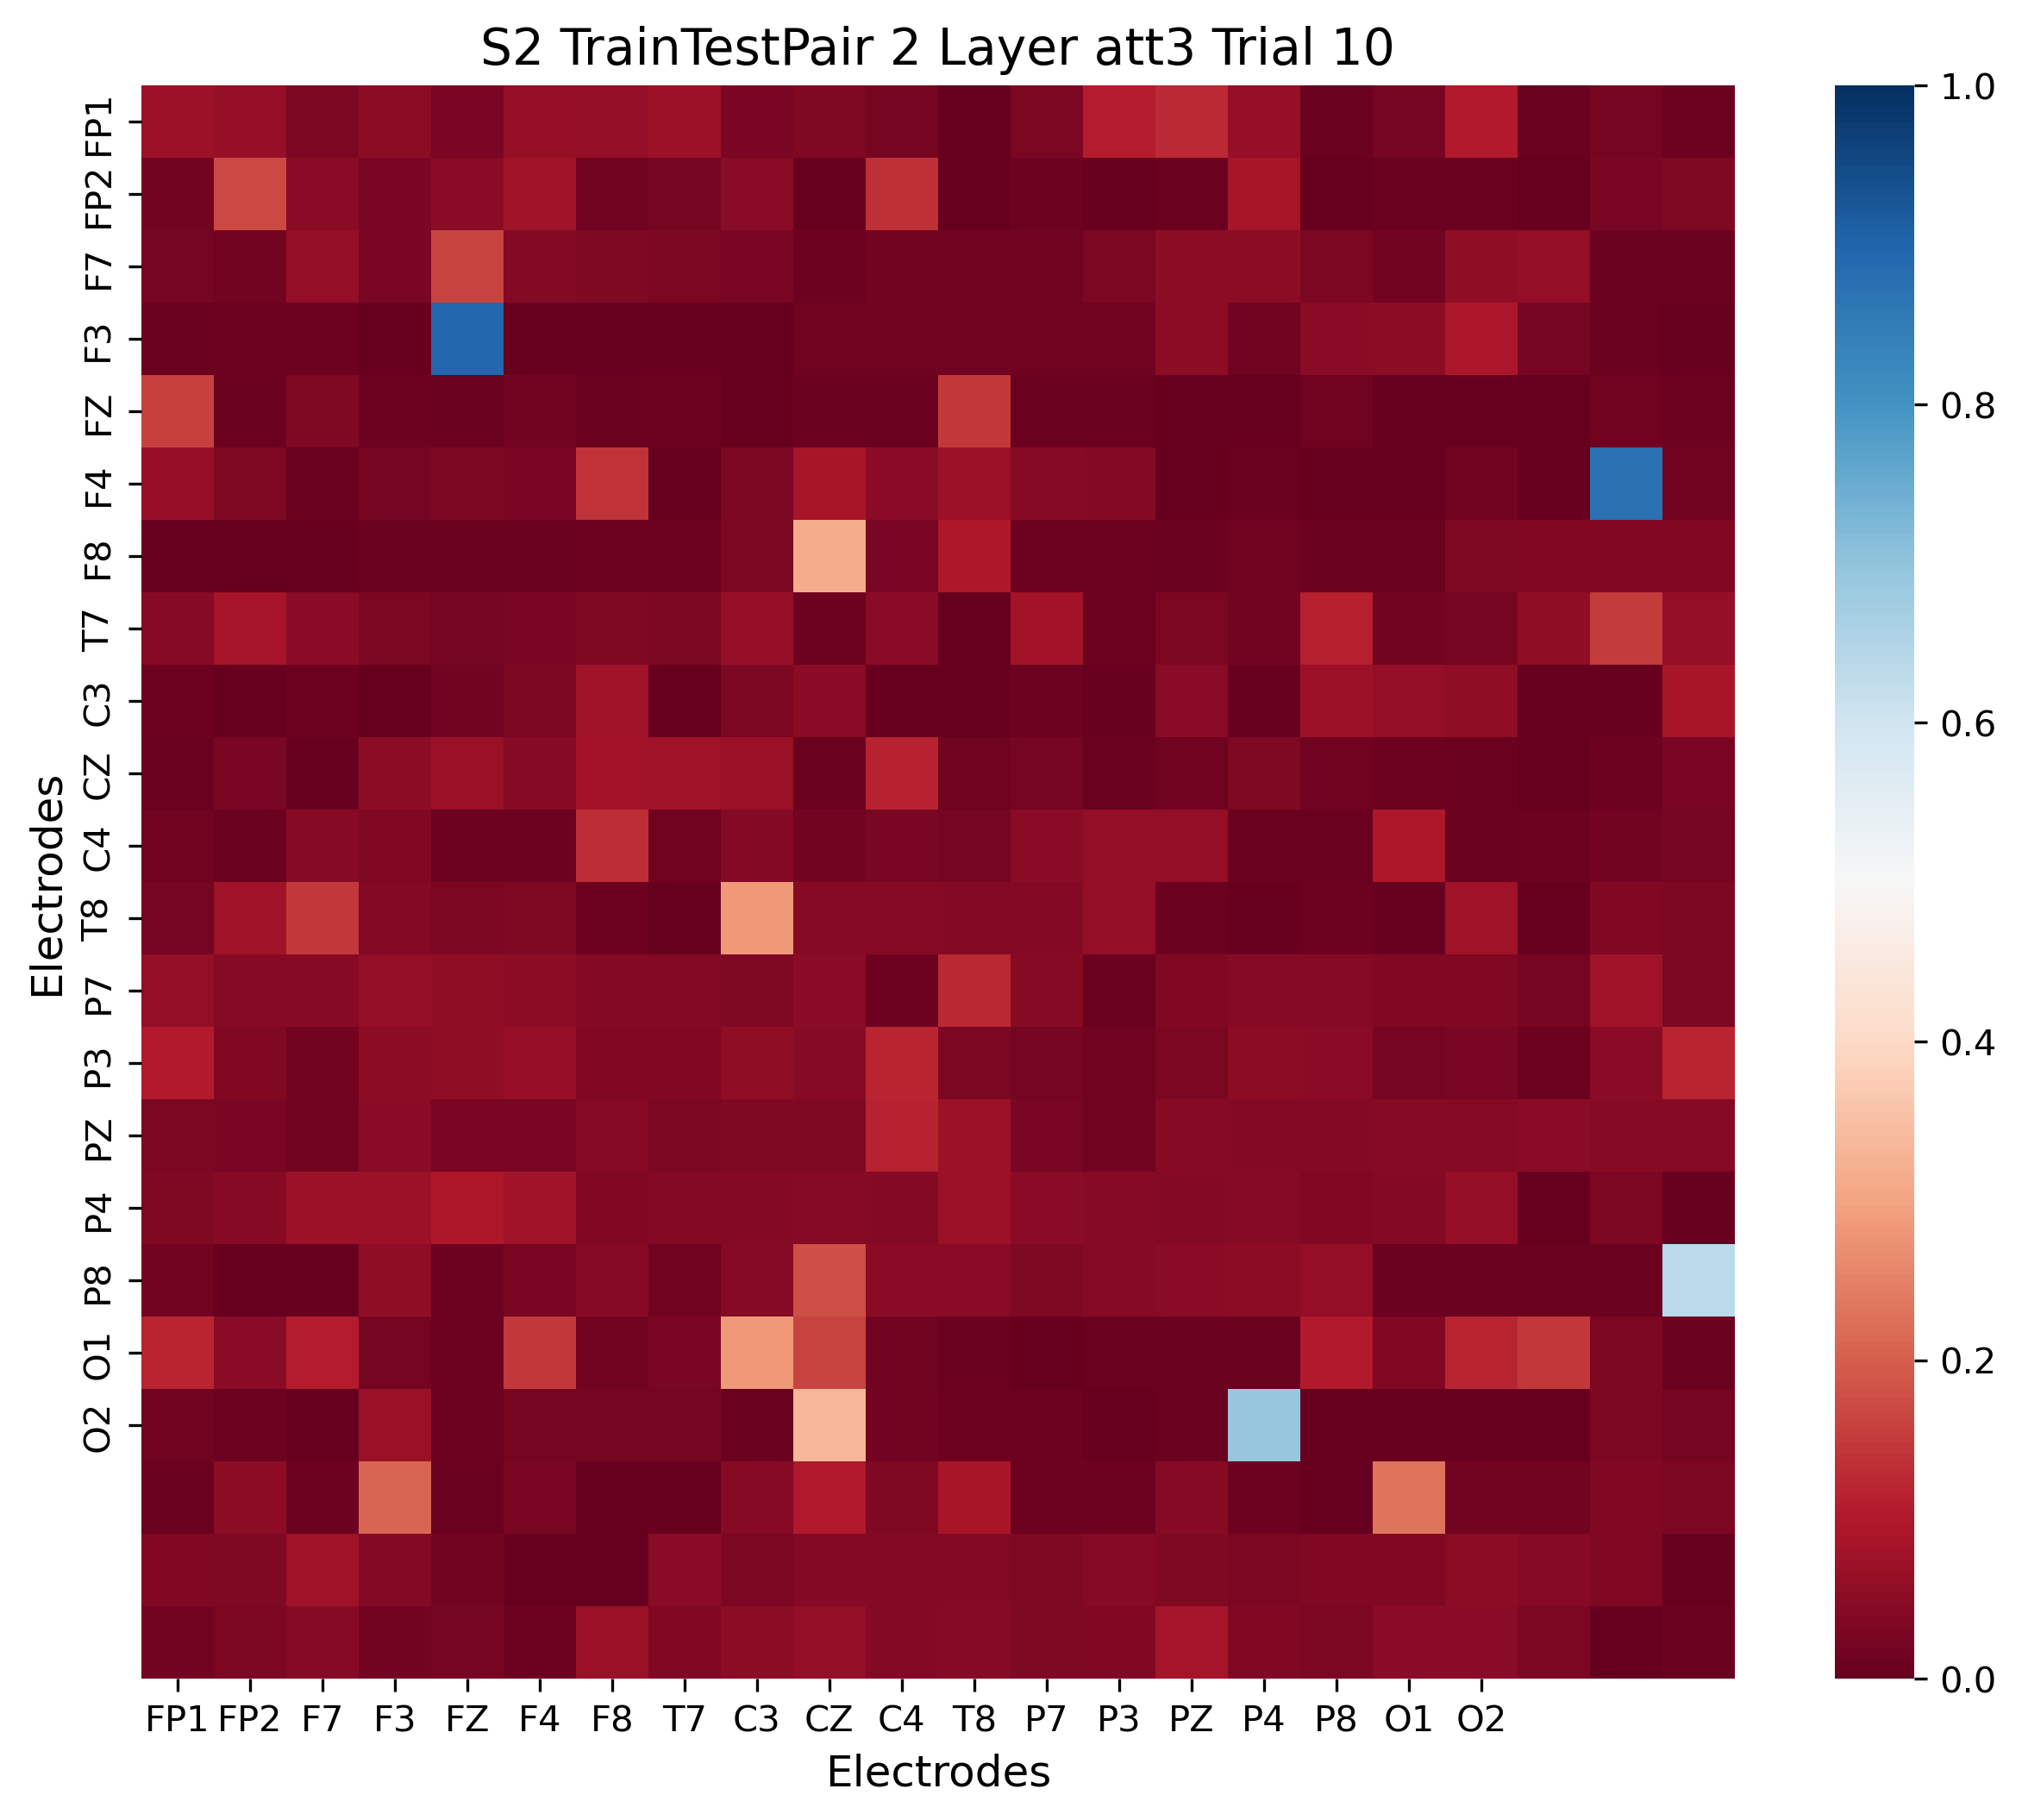 S2 TrainTestPair 2 Layer att3 Trial 10
Electrodes
FP1
FP2
F7
F3
FZ
F4
F8
T7
C3
CZ
C4
T8
P7
P3
PZ
P4
P8
O1
O2
FP1 FP2 F7 F3 FZ F4 F8 T7 C3 CZ C4 T8 P7 P3 PZ P4 P8 O1 O2
Electrodes
1.0
0.8
0.6
0.4
0.2
0.0